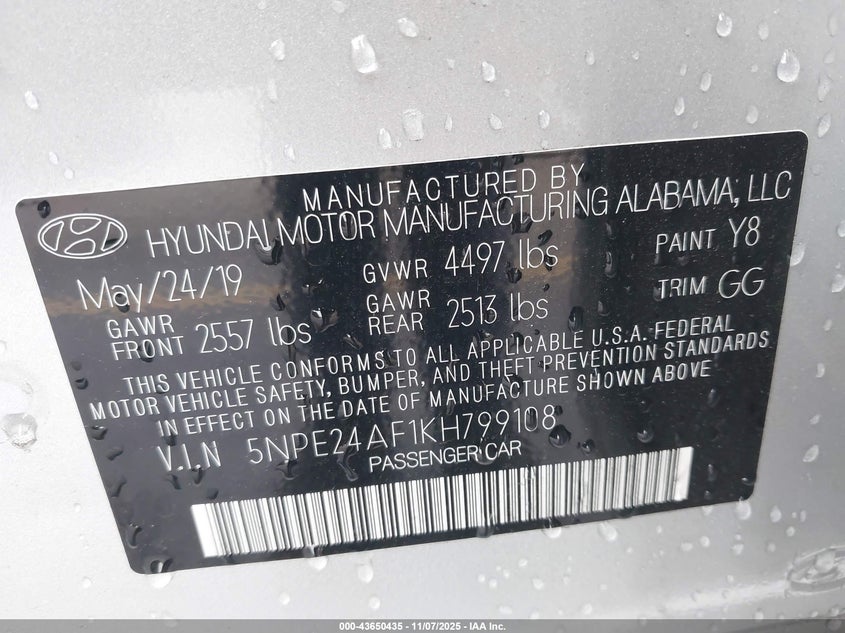 MANUFACTURED BY
HYUNDAI MOTOR MANUFACTURING ALABAMA, LLC
May/24/19 GVWR 4497 lbs PAINT Y8
GAWR FRONT 2557 lbs GAWR REAR 2513 lbs TRIM GG
THIS VEHICLE CONFORMS TO ALL APPLICABLE U.S.A. FEDERAL
MOTOR VEHICLE SAFETY, BUMPER, AND THEFT PREVENTION STANDARDS
IN EFFECT ON THE DATE OF MANUFACTURE SHOWN ABOVE
V.I.N 5NPE24AF1KH799108
PASSENGER CAR
000-43650435 - 11/07/2025 - IAA Inc.